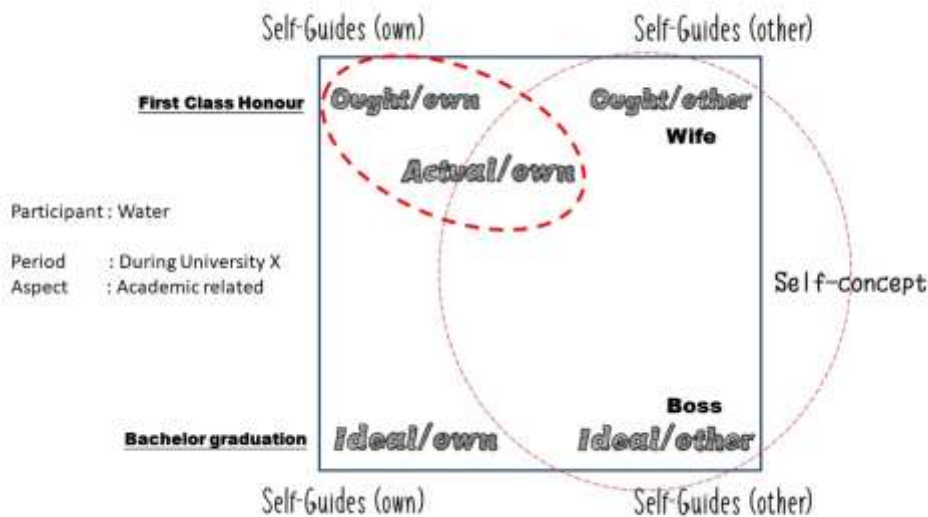 Self-Guides (own) Self-Guides (other)
First Class Honour Ought/own Ought/other
Wife
Actual/own
Participant : Water
Period : During University X
Aspect : Academic related
Self-concept
Boss
Bachelor graduation Ideal/own Ideal/other
Self-Guides (own) Self-Guides (other)